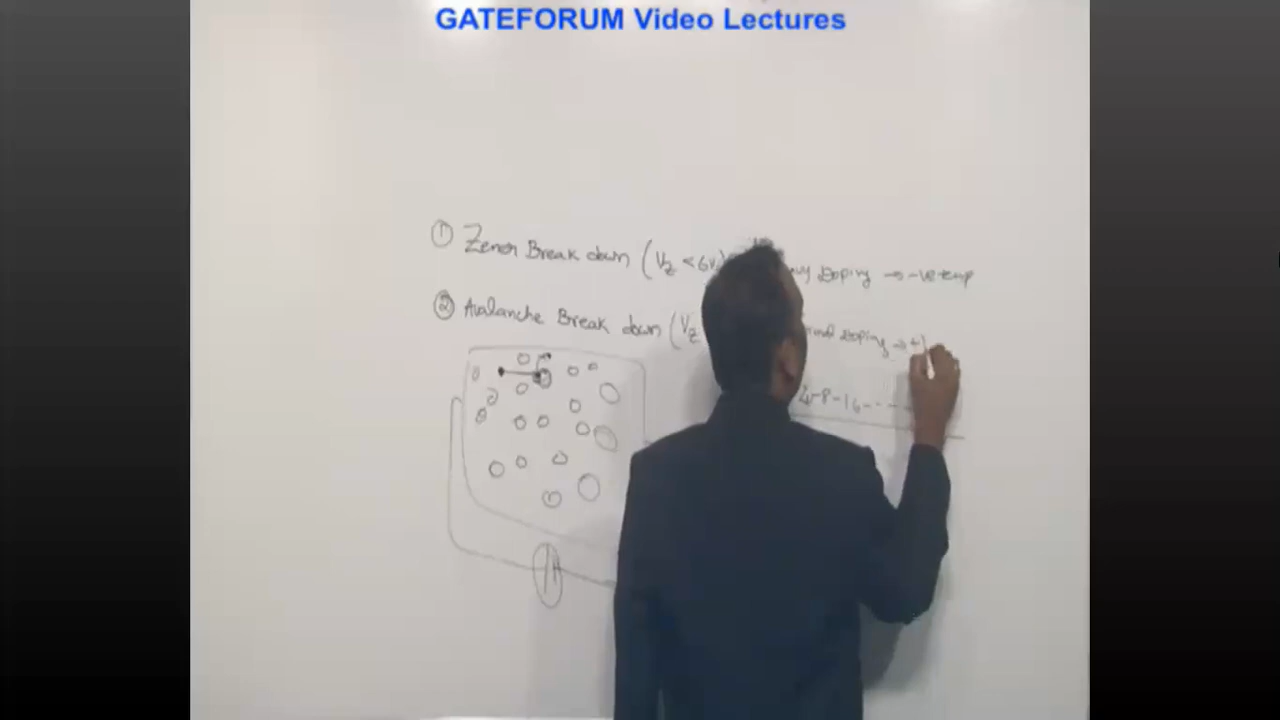 GATEFORUM Video Lectures
① Zener Break down (Vz < 6V) doping → -ve temp
② Avalanche Break down (Vz doping → +
4-8-16----